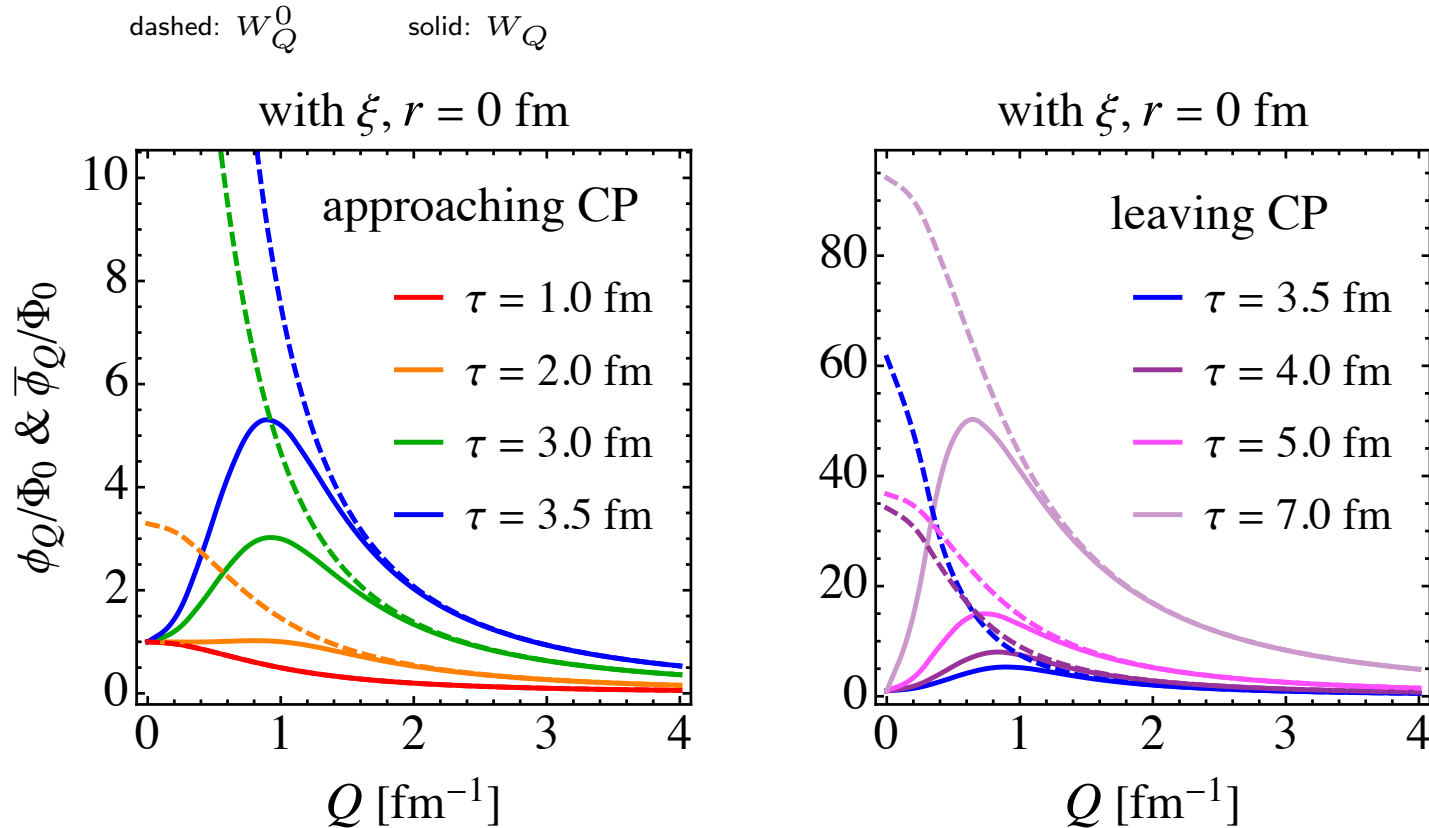 dashed: W_Q^0 solid: W_Q
with ξ, r = 0 fm
ϕ_Q/Φ_0 & ϕ̅_Q/Φ_0
10
8
6
4
2
0
approaching CP
τ = 1.0 fm
τ = 2.0 fm
τ = 3.0 fm
τ = 3.5 fm
0 1 2 3 4
Q [fm⁻¹]
with ξ, r = 0 fm
80
60
40
20
0
leaving CP
τ = 3.5 fm
τ = 4.0 fm
τ = 5.0 fm
τ = 7.0 fm
0 1 2 3 4
Q [fm⁻¹]